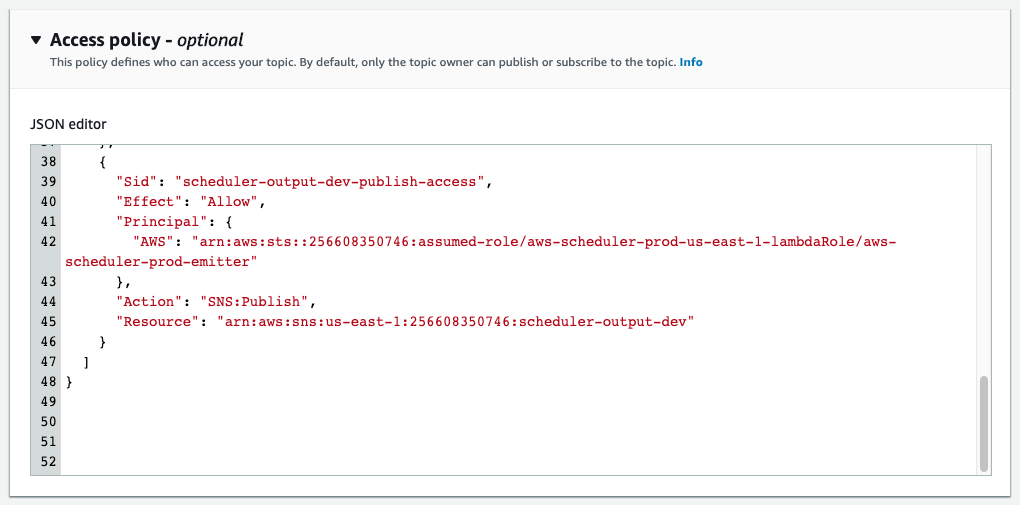 ▼ Access policy - optional
This policy defines who can access your topic. By default, only the topic owner can publish or subscribe to the topic. Info
JSON editor
38     {
39       "Sid": "scheduler-output-dev-publish-access",
40       "Effect": "Allow",
41       "Principal": {
42         "AWS": "arn:aws:sts::256608350746:assumed-role/aws-scheduler-prod-us-east-1-lambdaRole/aws-
scheduler-prod-emitter"
43       },
44       "Action": "SNS:Publish",
45       "Resource": "arn:aws:sns:us-east-1:256608350746:scheduler-output-dev"
46     }
47   ]
48 }
49
50
51
52